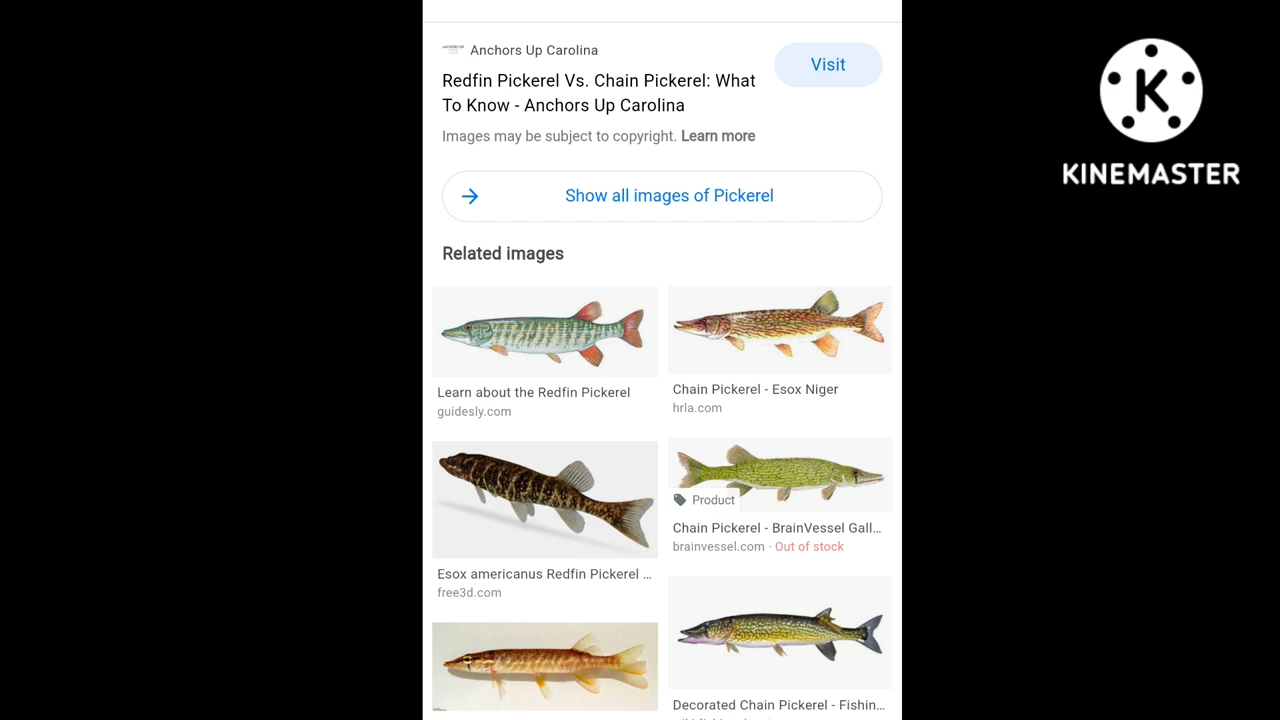 Anchors Up Carolina
Visit
Redfin Pickerel Vs. Chain Pickerel: What
To Know - Anchors Up Carolina
Images may be subject to copyright. Learn more
Show all images of Pickerel
Related images
Learn about the Redfin Pickerel
guidesly.com
Chain Pickerel - Esox Niger
hrla.com
Esox americanus Redfin Pickerel ...
free3d.com
Product
Chain Pickerel - BrainVessel Gall...
brainvessel.com · Out of stock
Decorated Chain Pickerel - Fishin...
K
KINEMASTER